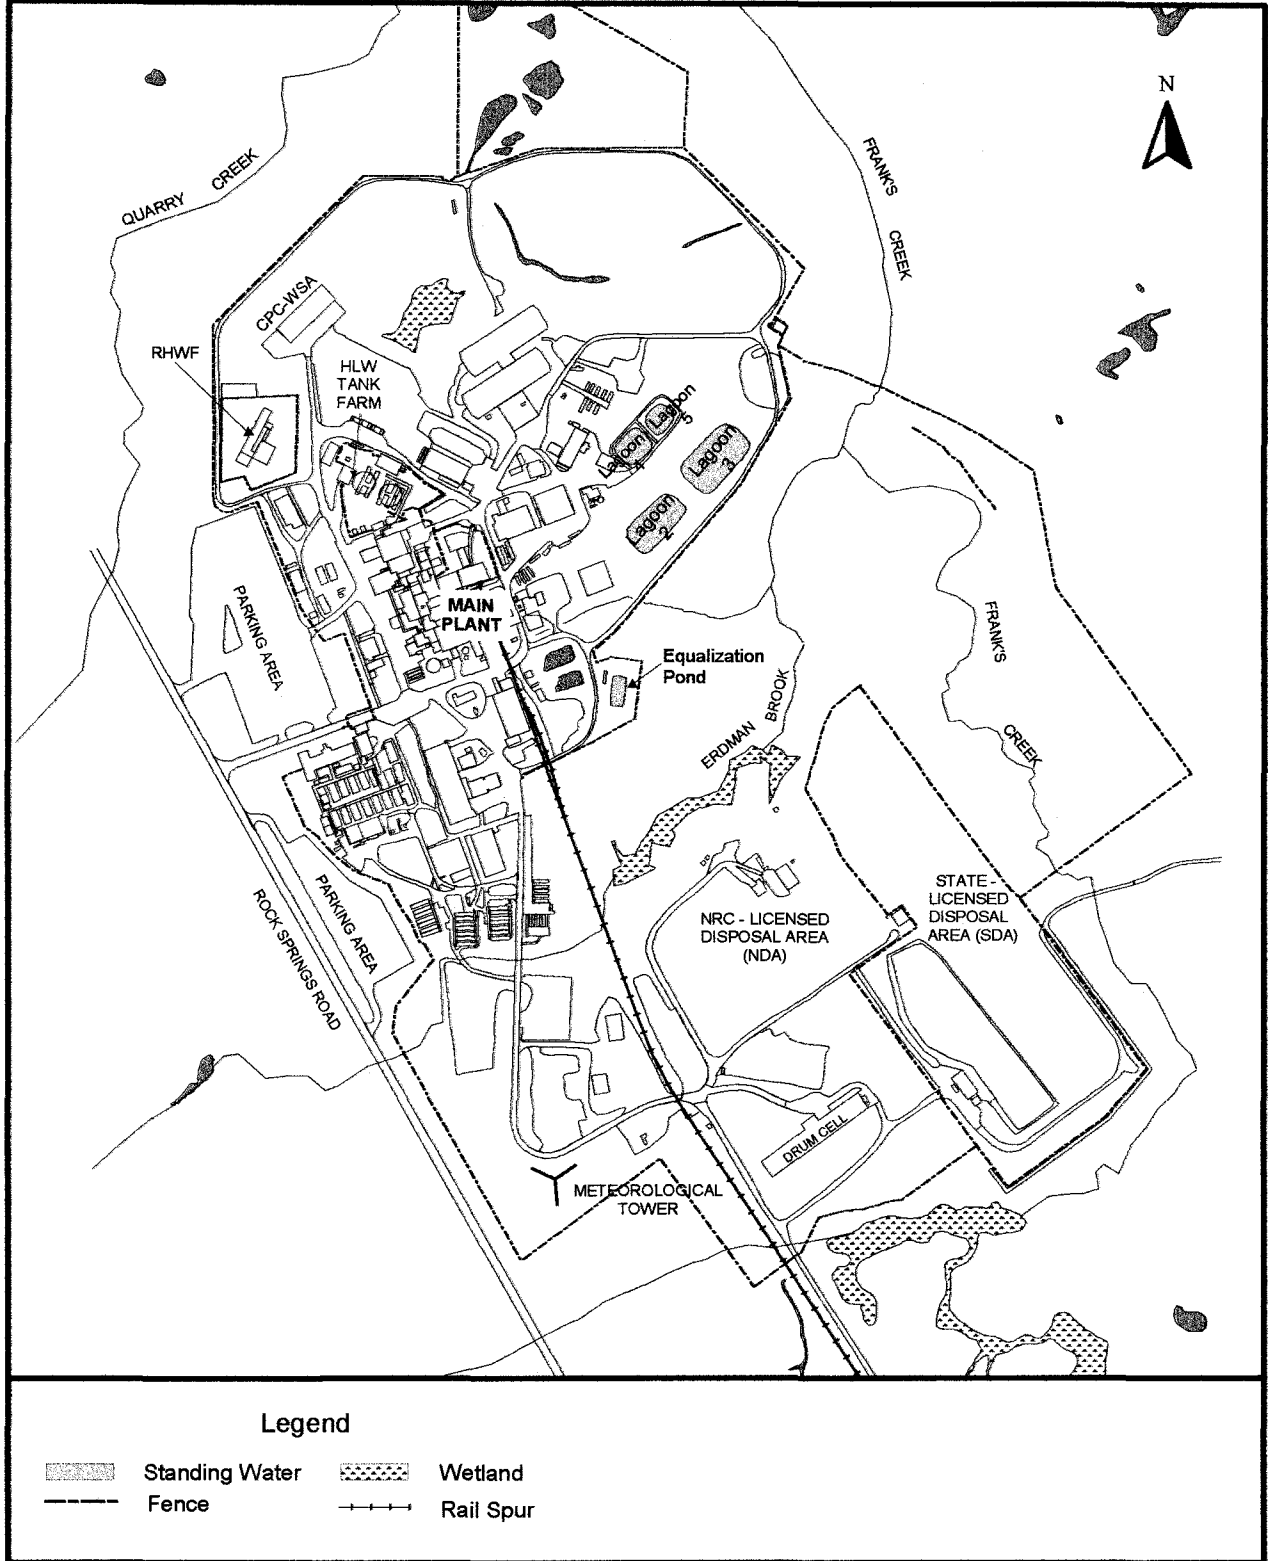 N
FRANK'S
CREEK
QUARRY CREEK
CPC-WSA
RHWF
HLW
TANK
FARM
Lagoon
5
Lagoon
4
Lagoon
3
Lagoon
2
PARKING AREA
MAIN
PLANT
FRANK'S
CREEK
Equalization
Pond
ERDMAN BROOK
PARKING AREA
ROCK SPRINGS ROAD
STATE -
LICENSED
DISPOSAL
AREA (SDA)
NRC - LICENSED
DISPOSAL AREA
(NDA)
DRUM CELL
METEOROLOGICAL
TOWER
Legend
Standing Water
Wetland
Fence
Rail Spur